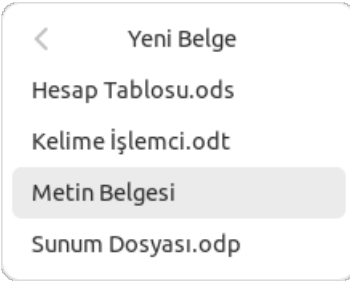 Yeni Belge
Hesap Tablosu.ods
Kelime İşlemci.odt
Metin Belgesi
Sunum Dosyası.odp